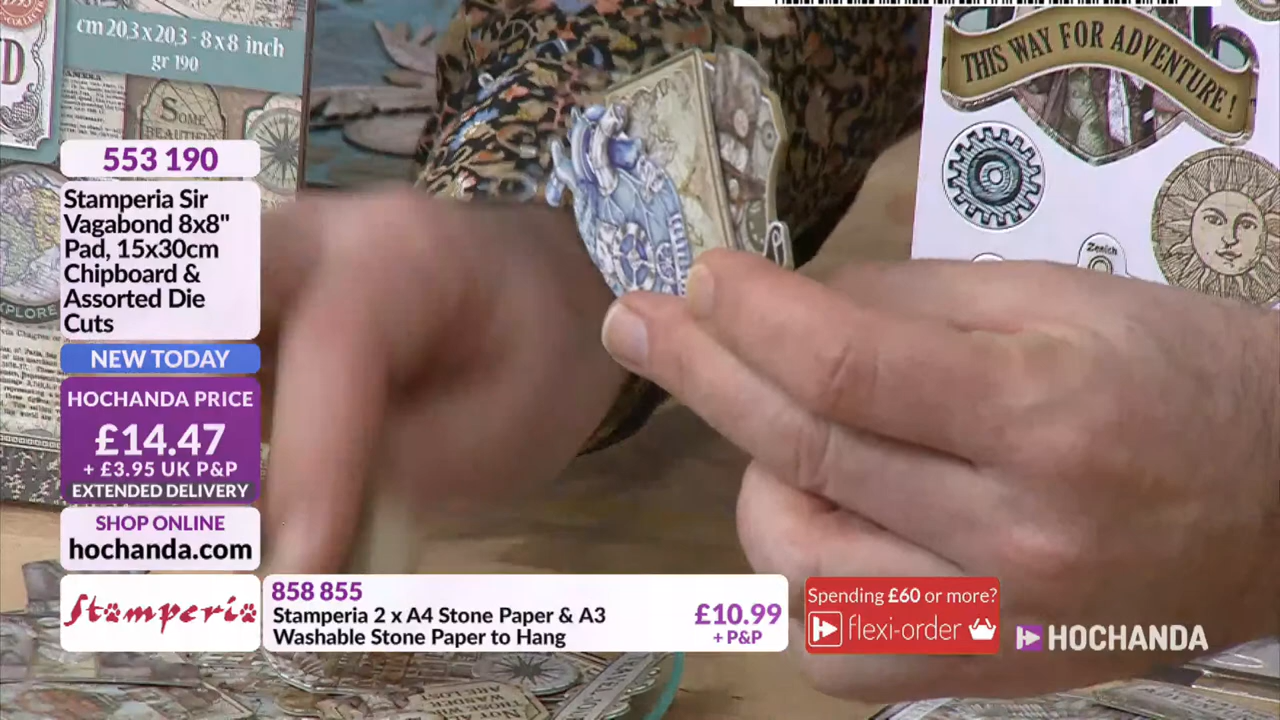 cm 20,3x20,3 - 8x8 inch
gr 190
SOME
BEAUTIFUL
THIS WAY FOR ADVENTURE!
Zenith
553 190
Stamperia Sir
Vagabond 8x8"
Pad, 15x30cm
Chipboard &
Assorted Die
Cuts
NEW TODAY
HOCHANDA PRICE
£14.47
+ £3.95 UK P&P
EXTENDED DELIVERY
SHOP ONLINE
hochanda.com
Stamperia
858 855
Stamperia 2 x A4 Stone Paper & A3
Washable Stone Paper to Hang
£10.99
+ P&P
Spending £60 or more?
flexi-order
HOCHANDA